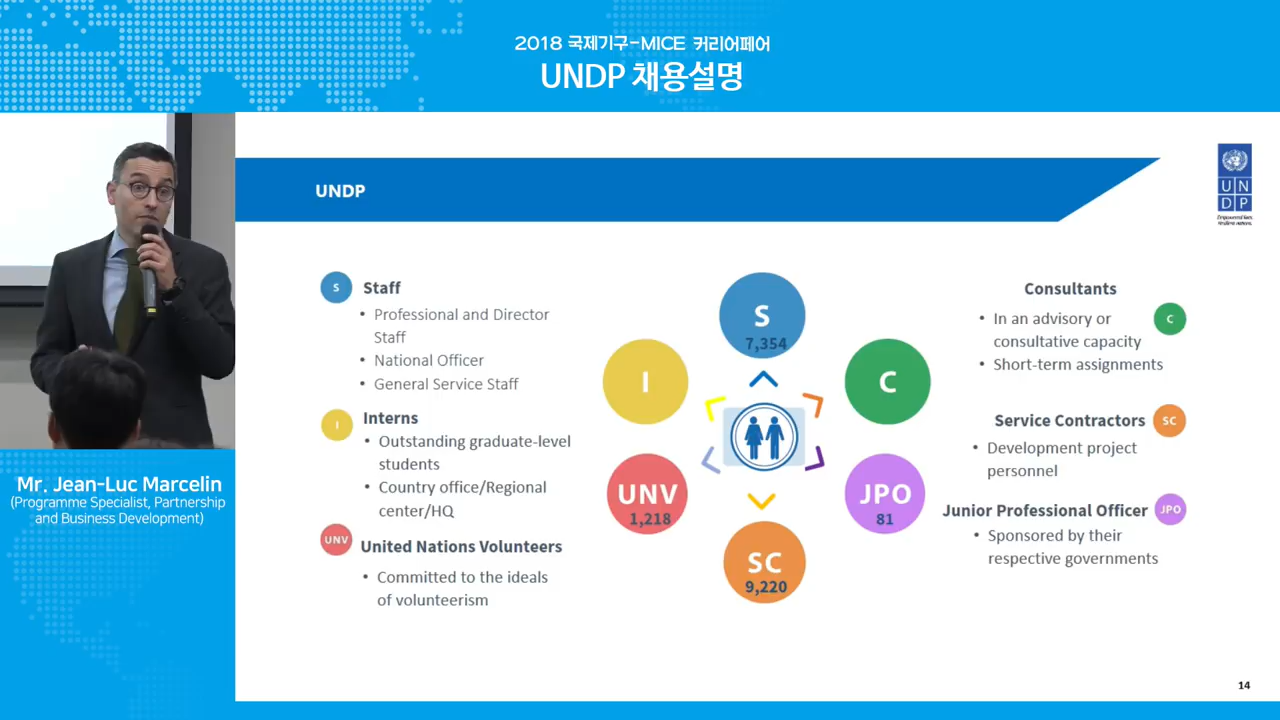 2018 국제기구-MICE 커리어페어
UNDP 채용설명
UNDP
U N
D P
Empowered lives.
Resilient nations.
S
Staff
• Professional and Director
Staff
• National Officer
• General Service Staff
I
Interns
• Outstanding graduate-level
students
• Country office/Regional
center/HQ
UNV
United Nations Volunteers
• Committed to the ideals
of volunteerism
S
7,354
I
C
UNV
1,218
JPO
81
SC
9,220
Consultants
• In an advisory or
consultative capacity
• Short-term assignments
C
Service Contractors
SC
• Development project
personnel
Junior Professional Officer
JPO
• Sponsored by their
respective governments
14
Mr. Jean-Luc Marcelin
(Programme Specialist, Partnership
and Business Development)